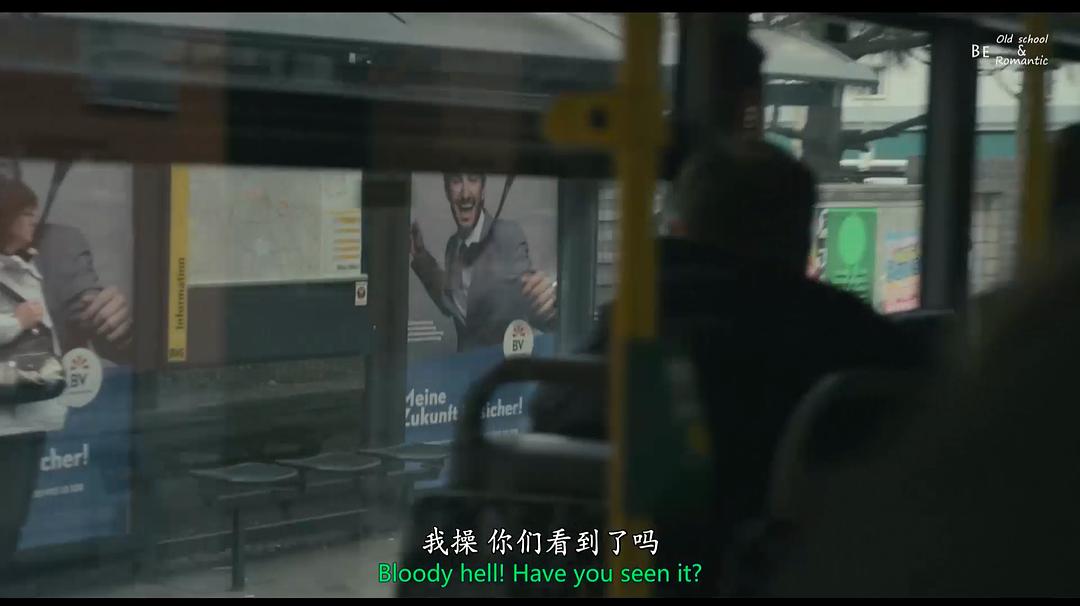 Old school
BE &
Romantic
Information
BV
BV
Meine
Zukunft sicher!
cher!
我操 你们看到了吗
Bloody hell! Have you seen it?